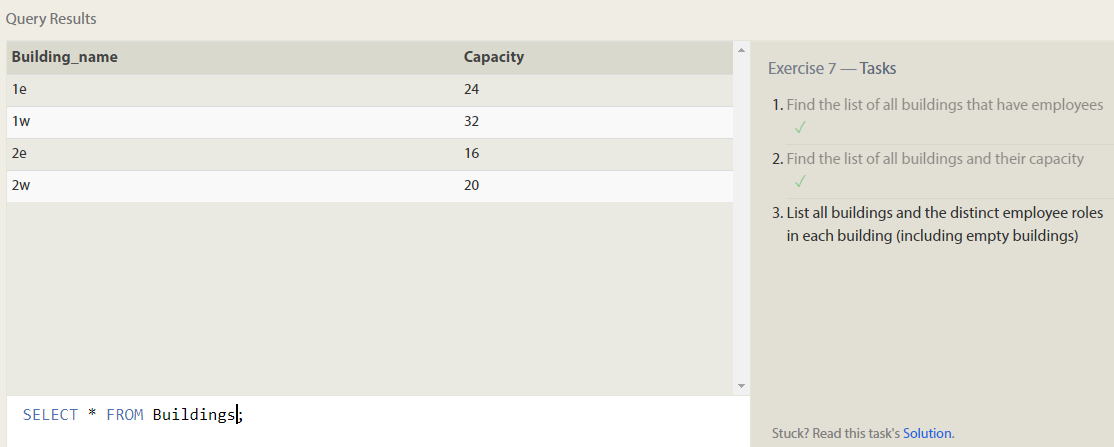 Query Results
Building_name Capacity
1e 24
1w 32
2e 16
2w 20
SELECT * FROM Buildings;
Exercise 7 — Tasks
1. Find the list of all buildings that have employees
✓
2. Find the list of all buildings and their capacity
✓
3. List all buildings and the distinct employee roles
in each building (including empty buildings)
Stuck? Read this task's Solution.